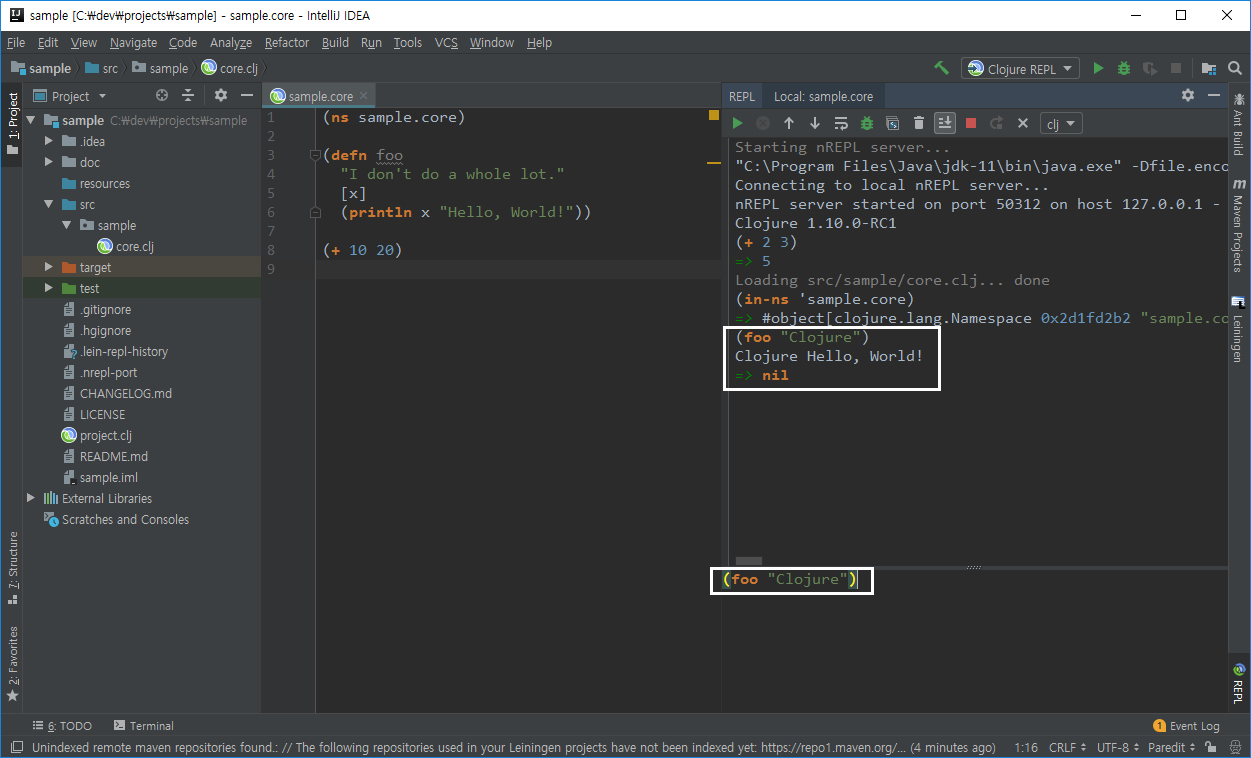 sample [C:₩dev₩projects₩sample] - sample.core - IntelliJ IDEA
File Edit View Navigate Code Analyze Refactor Build Run Tools VCS Window Help
sample src sample core.clj
Clojure REPL
1: Project
7: Structure
2: Favorites
Project
sample C:₩dev₩projects₩sample
.idea
doc
resources
src
sample
core.clj
target
test
.gitignore
.hgignore
.lein-repl-history
.nrepl-port
CHANGELOG.md
LICENSE
project.clj
README.md
sample.iml
External Libraries
Scratches and Consoles
sample.core
1 (ns sample.core)
2
3 (defn foo
4 "I don't do a whole lot."
5 [x]
6 (println x "Hello, World!"))
7
8 (+ 10 20)
9
REPL Local: sample.core
clj
Starting nREPL server...
"C:\Program Files\Java\jdk-11\bin\java.exe" -Dfile.enco
Connecting to local nREPL server...
nREPL server started on port 50312 on host 127.0.0.1 -
Clojure 1.10.0-RC1
(+ 2 3)
=> 5
Loading src/sample/core.clj... done
(in-ns 'sample.core)
=> #object[clojure.lang.Namespace 0x2d1fd2b2 "sample.co
(foo "Clojure")
Clojure Hello, World!
=> nil
(foo "Clojure")
Ant Build
Maven Projects
Leiningen
REPL
6: TODO Terminal
1 Event Log
Unindexed remote maven repositories found.: // The following repositories used in your Leiningen projects have not been indexed yet: https://repo1.maven.org/... (4 minutes ago) 1:16 CRLF UTF-8 Paredit